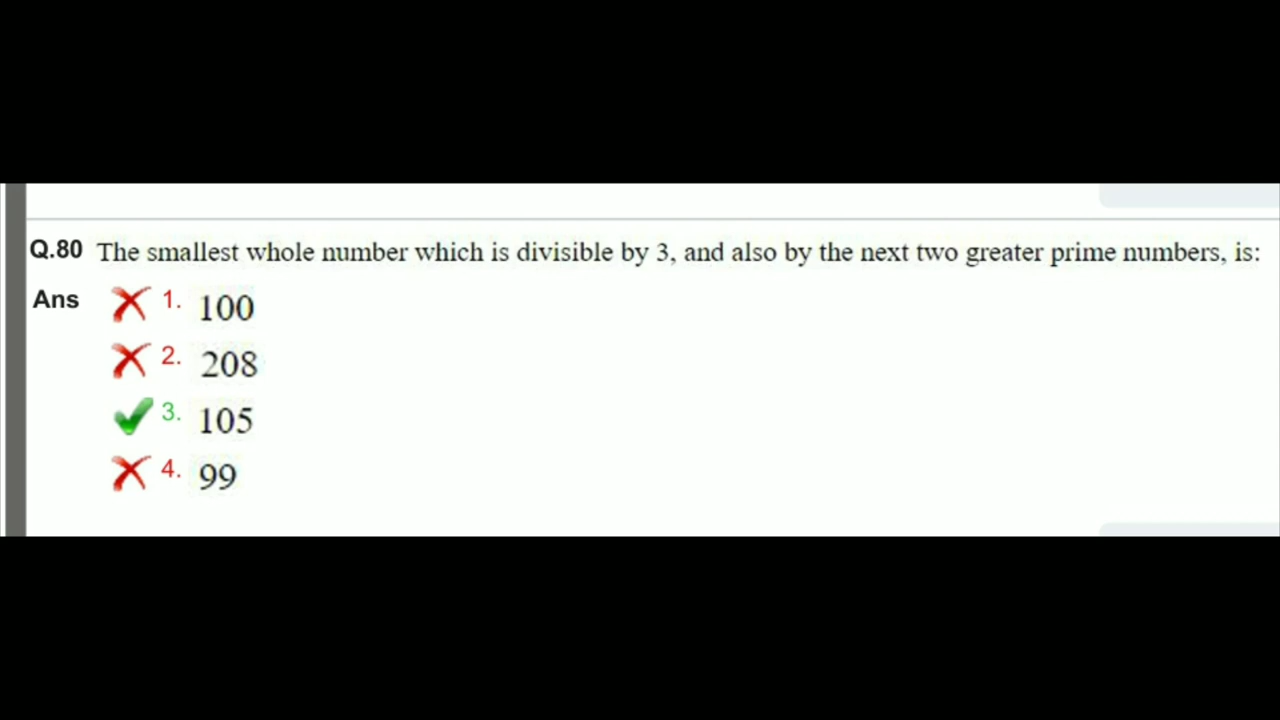 Q.80 The smallest whole number which is divisible by 3, and also by the next two greater prime numbers, is:
Ans 1. 100
2. 208
3. 105
4. 99